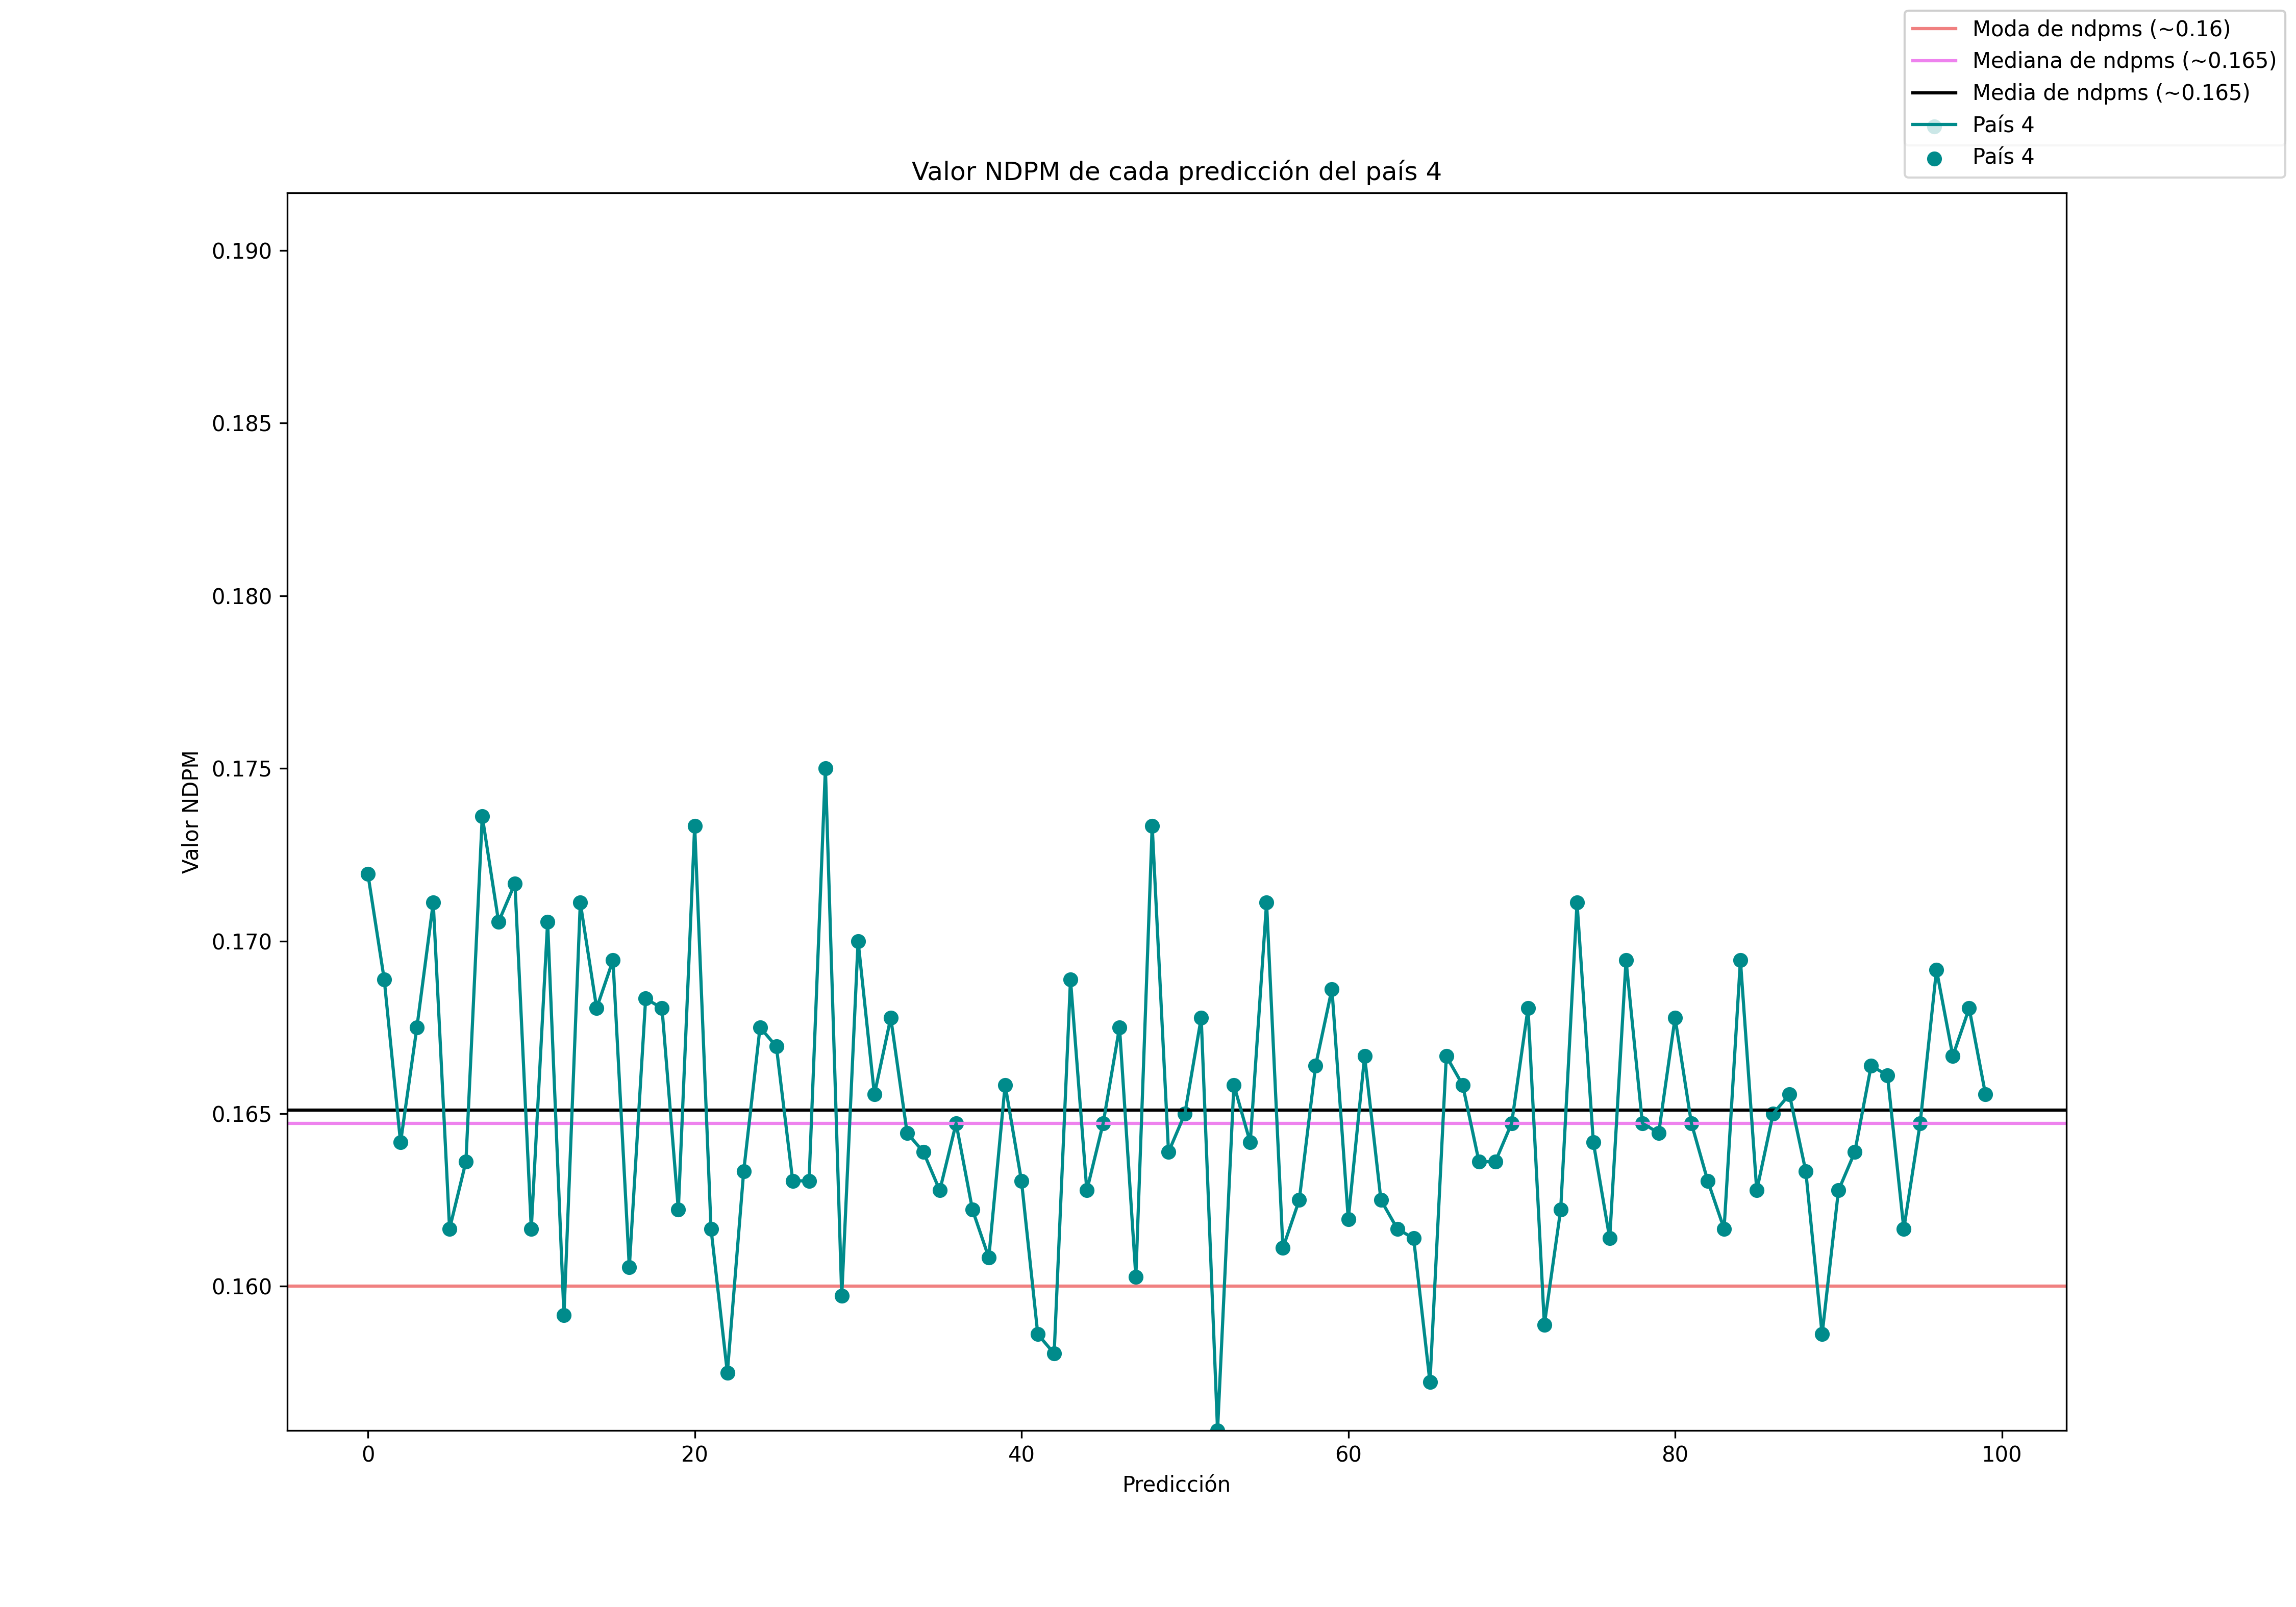 Moda de ndpms (~0.16)
Mediana de ndpms (~0.165)
Media de ndpms (~0.165)
País 4
País 4
Valor NDPM de cada predicción del país 4
0.190
0.185
0.180
0.175
0.170
0.165
0.160
Valor NDPM
0 20 40 60 80 100
Predicción